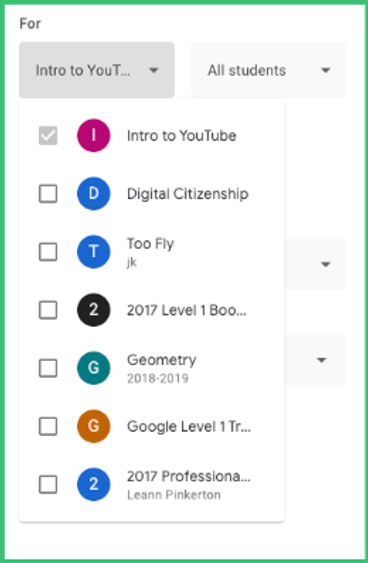 For
Intro to YouT... All students
I Intro to YouTube
D Digital Citizenship
T Too Fly
jk
2 2017 Level 1 Boo...
G Geometry
2018-2019
G Google Level 1 Tr...
2 2017 Professiona...
Leann Pinkerton